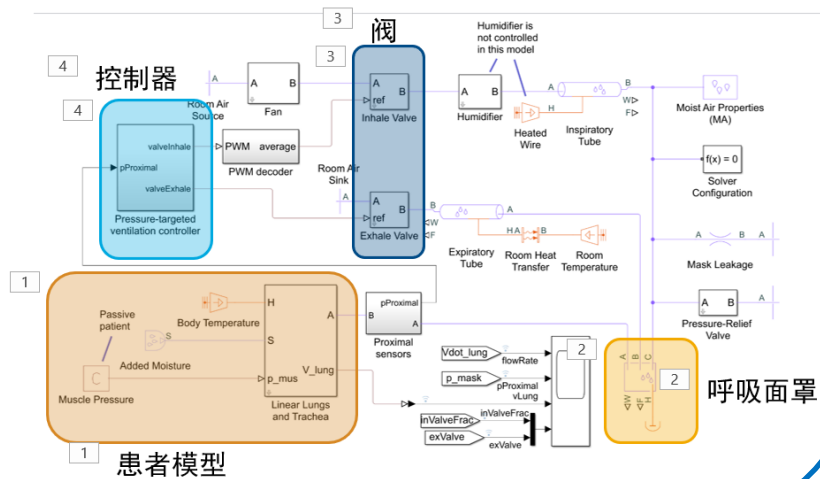 3
阀
3
4
控制器
4
Humidifier is
not controlled
in this model
A
Room Air
Source
A
B
Fan
A
ref
B
Inhale Valve
A
B
Humidifier
H
Heated
Wire
A
B
W
F
Inspiratory
Tube
Moist Air Properties
(MA)
pProximal
valveInhale
valveExhale
Pressure-targeted
ventilation controller
PWM
average
PWM decoder
Room Air
Sink
A
A
ref
B
Exhale Valve
B
W
F
A
Expiratory
Tube
H
A
B
Room Heat
Transfer
Room
Temperature
f(x) = 0
Solver
Configuration
A
B
A
Mask Leakage
A
B
A
Pressure-Relief
Valve
1
Passive
patient
C
Muscle Pressure
Body Temperature
S
Added Moisture
H
S
p_mus
A
V_lung
Linear Lungs
and Trachea
pProximal
B
A
Proximal
sensors
Vdot_lung
flowRate
p_mask
pProximal
vLung
inValveFrac
inValveFrac
exValve
exValve
2
A
B
C
W
F
H
2
呼吸面罩
1
患者模型